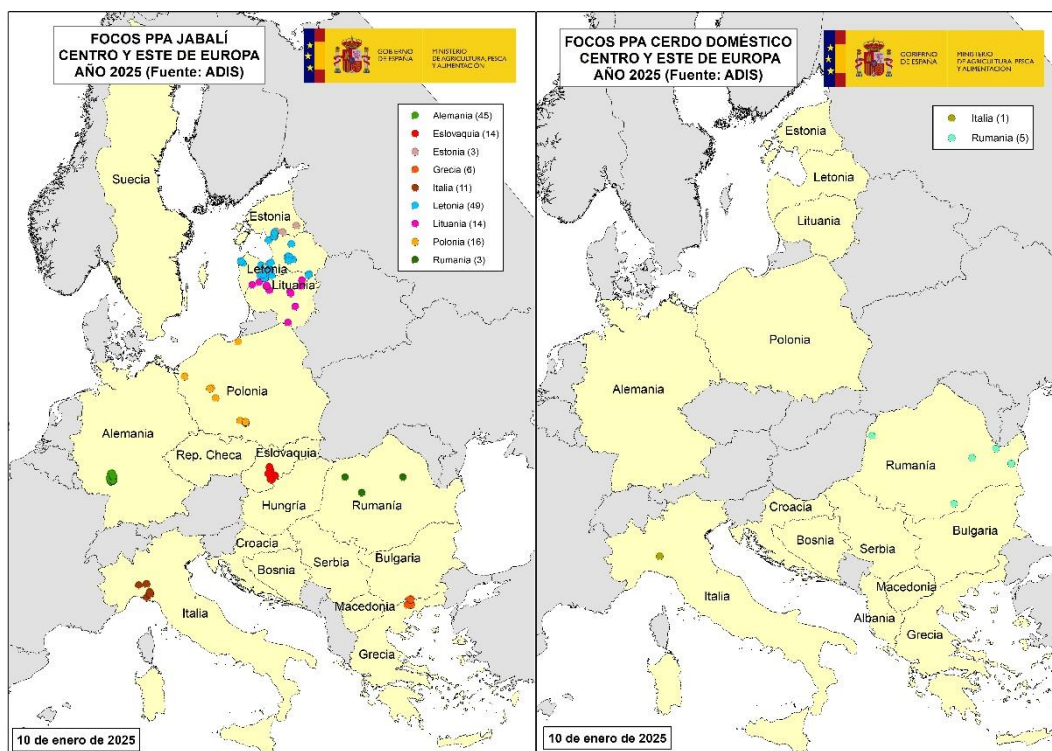 FOCOS PPA JABALÍ
CENTRO Y ESTE DE EUROPA
AÑO 2025 (Fuente: ADIS)
GOBIERNO
DE ESPAÑA
MINISTERIO
DE AGRICULTURA, PESCA
Y ALIMENTACIÓN
Alemania (45)
Eslovaquia (14)
Estonia (3)
Grecia (6)
Italia (11)
Letonia (49)
Lituania (14)
Polonia (16)
Rumania (3)
Suecia
Estonia
Letonia
Lituania
Polonia
Alemania
Rep. Checa
Eslovaquia
Hungría
Rumanía
Croacia
Bosnia
Serbia
Bulgaria
Italia
Macedonia
Grecia
10 de enero de 2025
FOCOS PPA CERDO DOMÉSTICO
CENTRO Y ESTE DE EUROPA
AÑO 2025 (Fuente: ADIS)
GOBIERNO
DE ESPAÑA
MINISTERIO
DE AGRICULTURA, PESCA
Y ALIMENTACIÓN
Italia (1)
Rumania (5)
Estonia
Letonia
Lituania
Polonia
Alemania
Rumanía
Croacia
Bosnia
Serbia
Bulgaria
Italia
Macedonia
Albania
Grecia
10 de enero de 2025